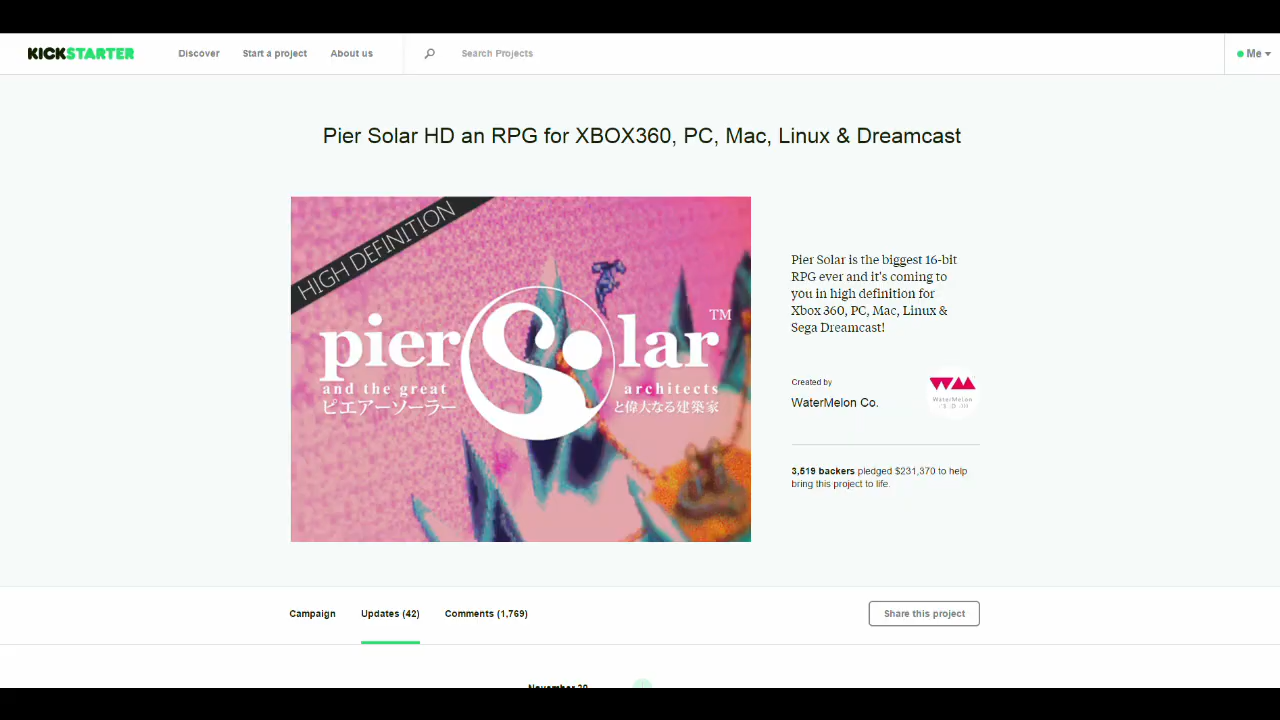 KICKSTARTER Discover Start a project About us Search Projects Me
Pier Solar HD an RPG for XBOX360, PC, Mac, Linux & Dreamcast
HIGH DEFINITION
pier Solar TM
and the great architects
ピエアーソーラー と偉大なる建築家
Pier Solar is the biggest 16-bit
RPG ever and it's coming to
you in high definition for
Xbox 360, PC, Mac, Linux &
Sega Dreamcast!
Created by
WaterMelon Co.
WM
WaterMelon
3,519 backers pledged $231,370 to help
bring this project to life.
Campaign Updates (42) Comments (1,769) Share this project